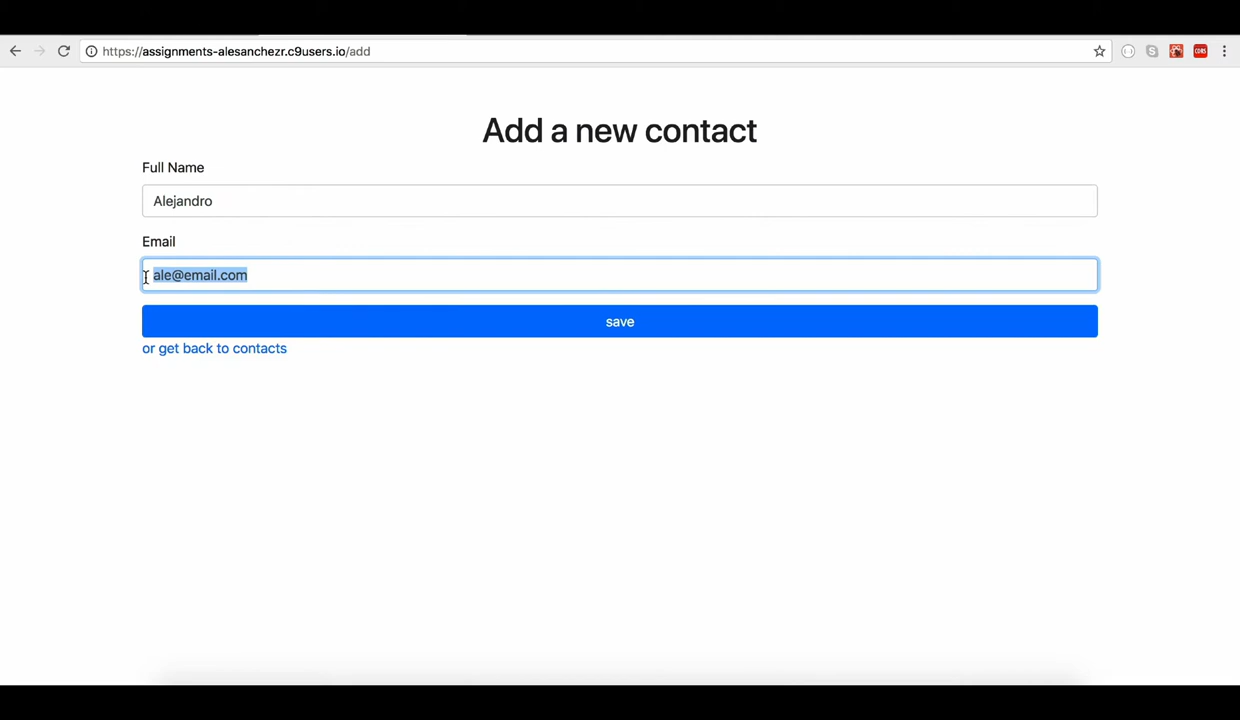 https://assignments-alesanchezr.c9users.io/add
Add a new contact
Full Name
Alejandro
Email
ale@email.com
save
or get back to contacts